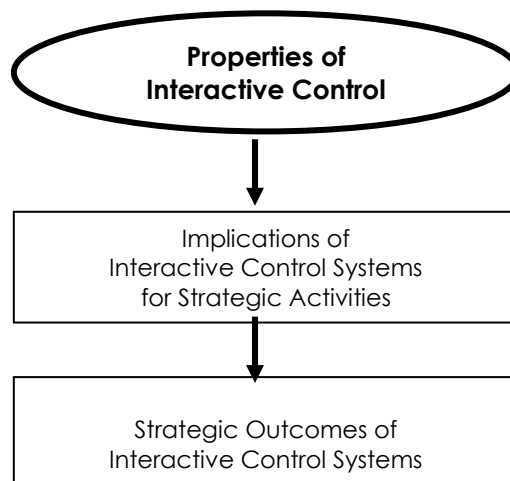 Properties of
Interactive Control
Implications of
Interactive Control Systems
for Strategic Activities
Strategic Outcomes of
Interactive Control Systems